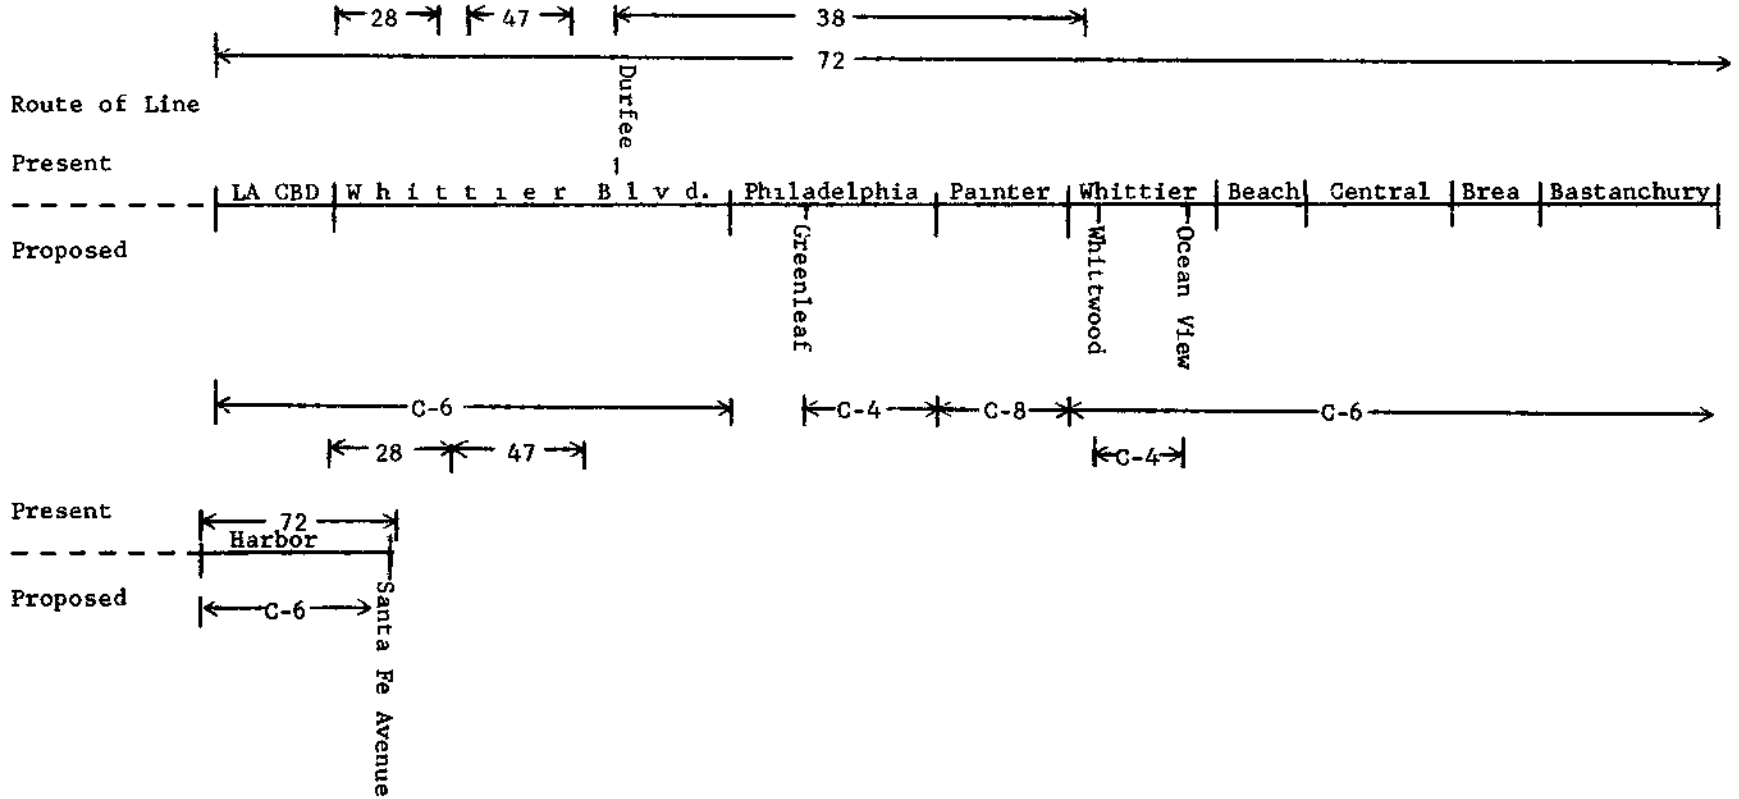 28 47 38
72
Durfee
Route of Line
Present
LA CBD Whittier Blvd. Philadelphia Painter Whittier Beach Central Brea Bastanchury
Proposed
Greenleaf
Whittwood
Ocean View
C-6 C-4 C-8 C-6
28 47 C-4
Present
72
Harbor
Proposed
C-6
Santa Fe Avenue